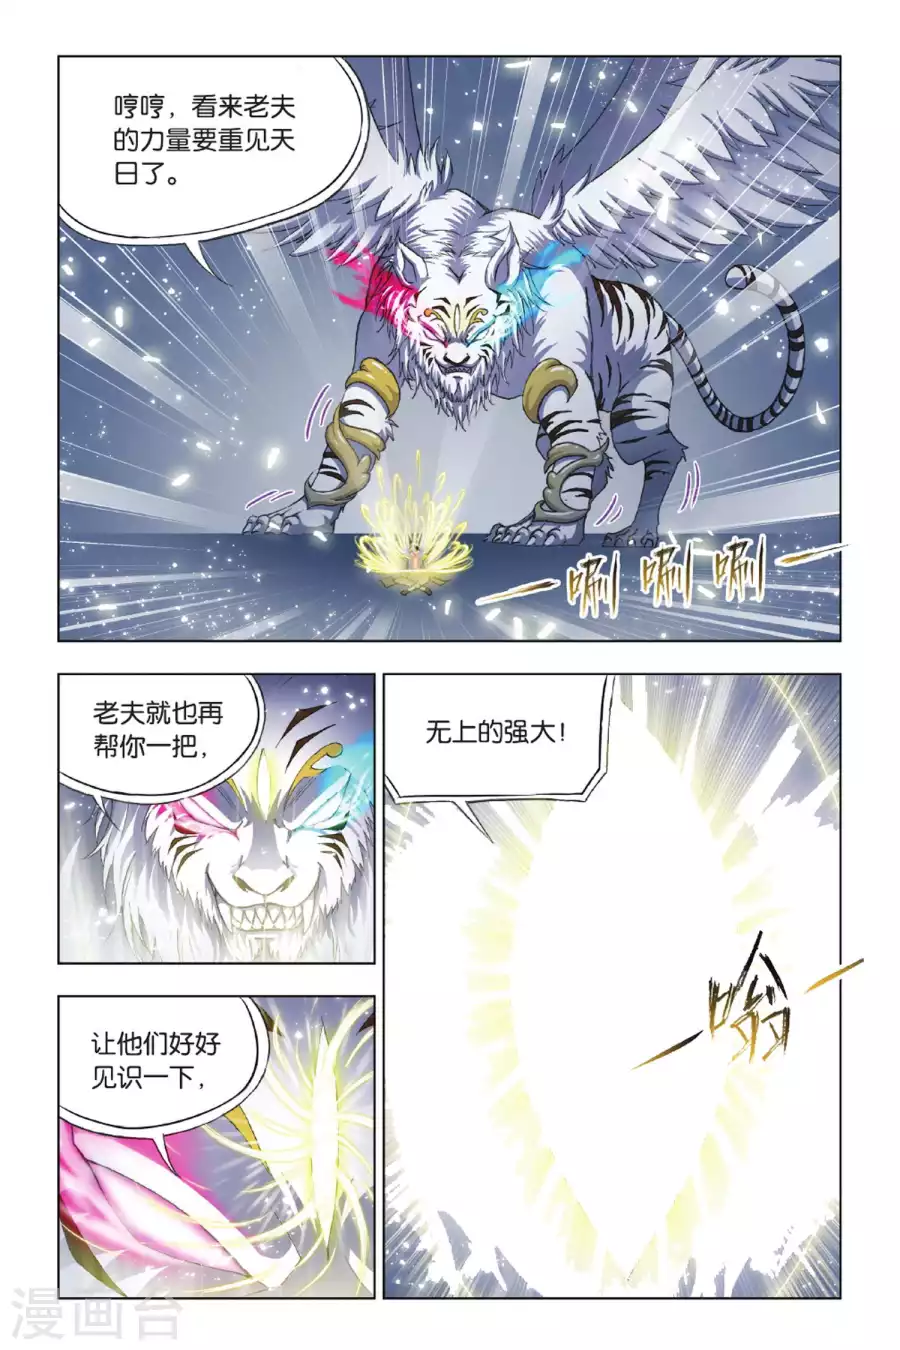 哼哼，看来老夫
的力量要重见天
日了。
唰唰唰
老夫就也再
帮你一把，
无上的强大！
嗡
让他们好好
见识一下，
漫画台